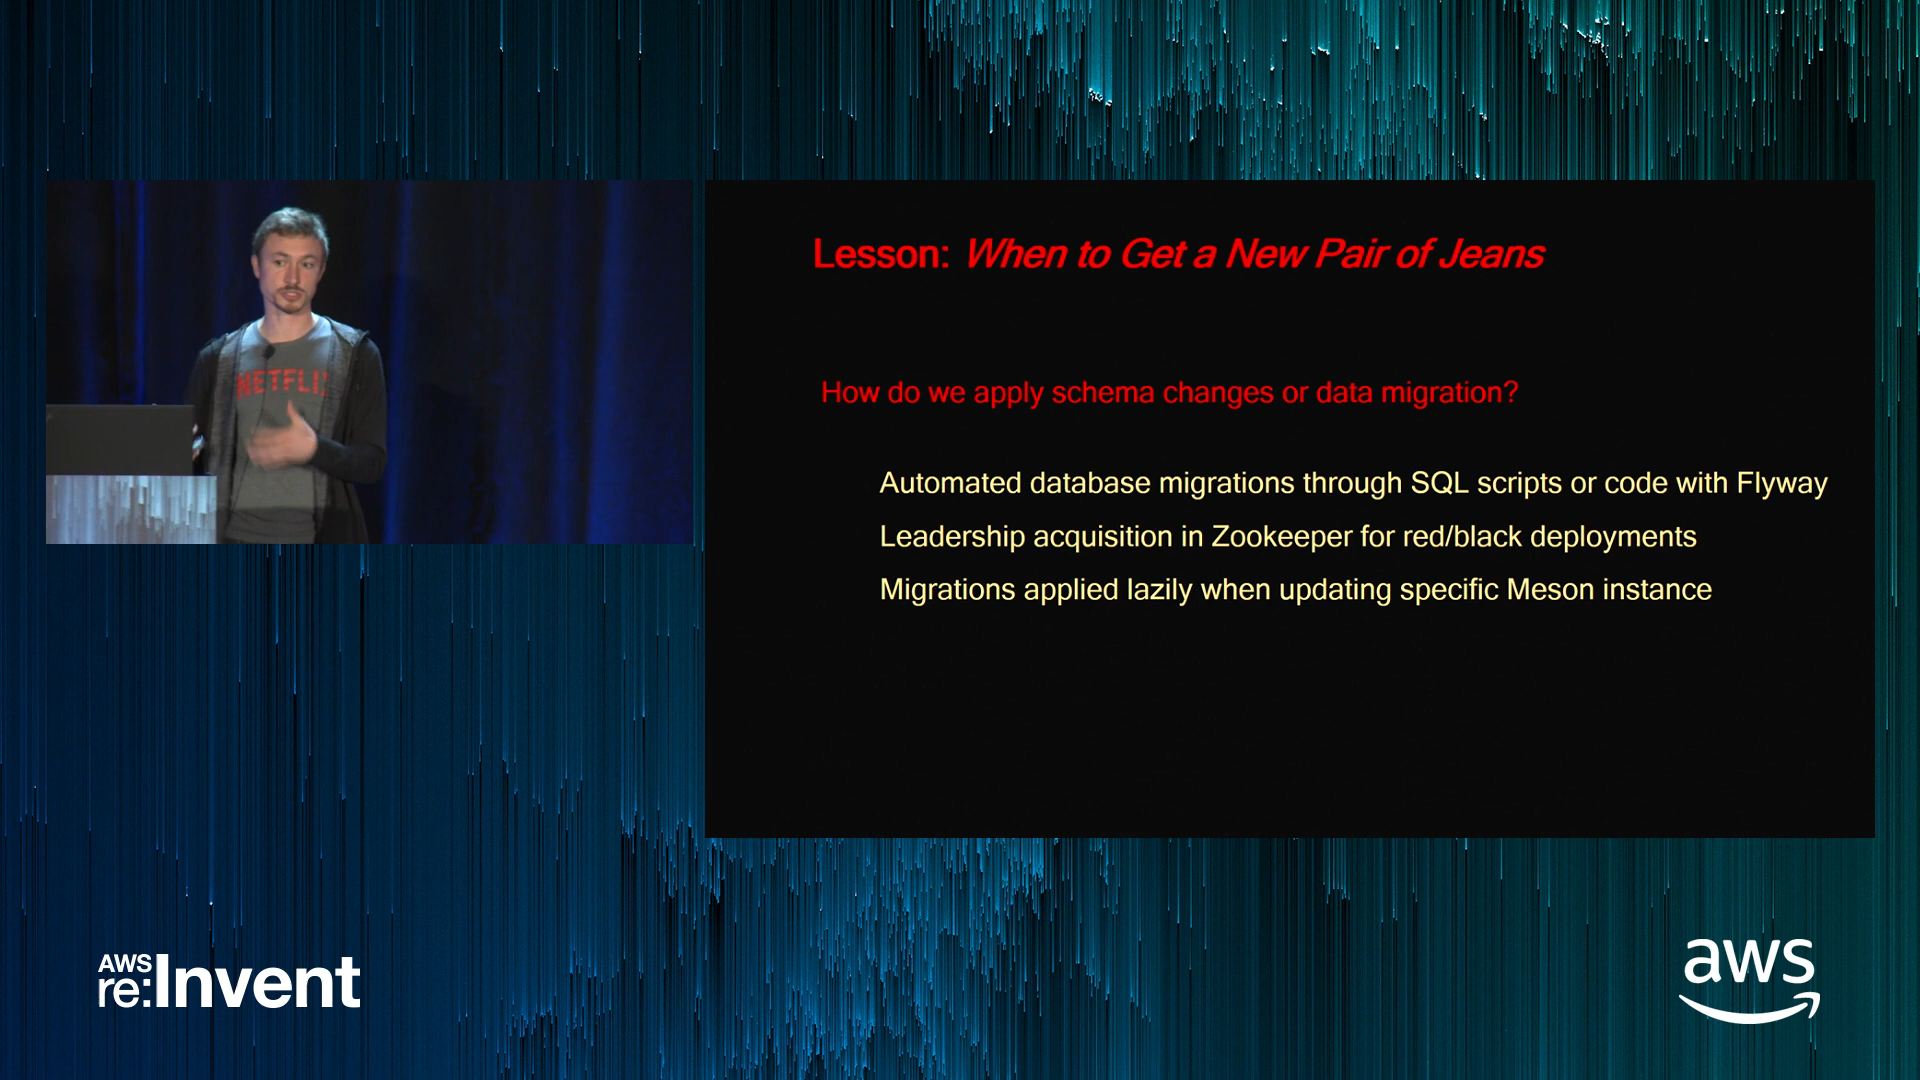 NETFLIX
Lesson: When to Get a New Pair of Jeans
How do we apply schema changes or data migration?
Automated database migrations through SQL scripts or code with Flyway
Leadership acquisition in Zookeeper for red/black deployments
Migrations applied lazily when updating specific Meson instance
AWS
re:Invent
aws